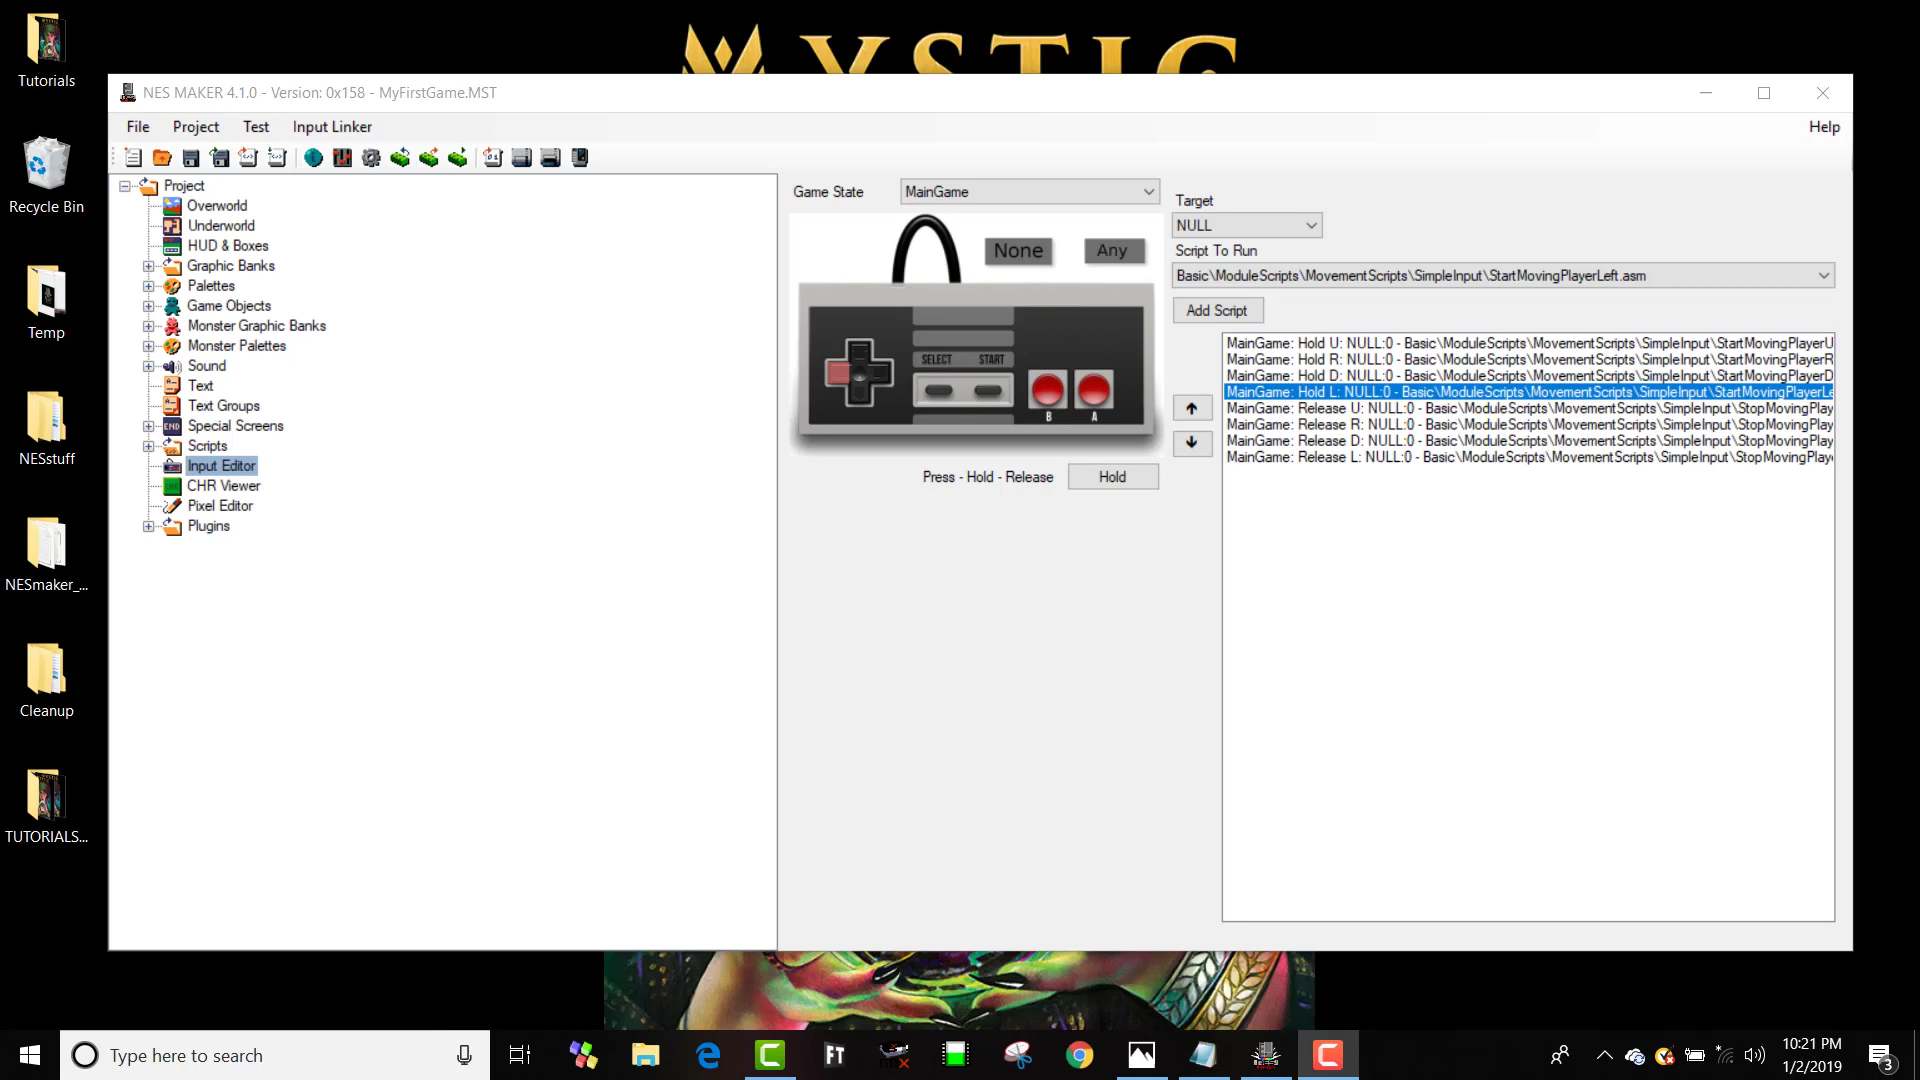 MYSTIC
Tutorials
Recycle Bin
Temp
NESstuff
NESmaker_...
Cleanup
TUTORIALS...
NES MAKER 4.1.0 - Version: 0x158 - MyFirstGame.MST
File Project Test Input Linker Help
Project
Overworld
Underworld
HUD & Boxes
Graphic Banks
Palettes
Game Objects
Monster Graphic Banks
Monster Palettes
Sound
Text
Text Groups
Special Screens
Scripts
Input Editor
CHR Viewer
Pixel Editor
Plugins
Game State MainGame
None Any
SELECT START
B A
Press - Hold - Release Hold
Target
NULL
Script To Run
Basic\ModuleScripts\MovementScripts\SimpleInput\StartMovingPlayerLeft.asm
Add Script
MainGame: Hold U: NULL:0 - Basic\ModuleScripts\MovementScripts\SimpleInput\StartMovingPlayerU
MainGame: Hold R: NULL:0 - Basic\ModuleScripts\MovementScripts\SimpleInput\StartMovingPlayerR
MainGame: Hold D: NULL:0 - Basic\ModuleScripts\MovementScripts\SimpleInput\StartMovingPlayerD
MainGame: Hold L: NULL:0 - Basic\ModuleScripts\MovementScripts\SimpleInput\StartMovingPlayerLe
MainGame: Release U: NULL:0 - Basic\ModuleScripts\MovementScripts\SimpleInput\StopMovingPlay
MainGame: Release R: NULL:0 - Basic\ModuleScripts\MovementScripts\SimpleInput\StopMovingPlay
MainGame: Release D: NULL:0 - Basic\ModuleScripts\MovementScripts\SimpleInput\StopMovingPlay
MainGame: Release L: NULL:0 - Basic\ModuleScripts\MovementScripts\SimpleInput\StopMovingPlaye
Type here to search
FT
10:21 PM
1/2/2019
3